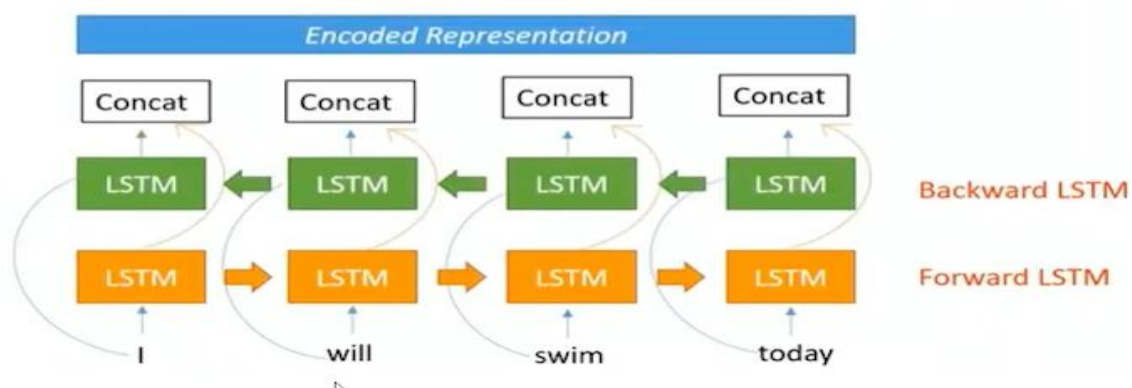 Encoded Representation
Concat Concat Concat Concat
LSTM LSTM LSTM LSTM Backward LSTM
LSTM LSTM LSTM LSTM Forward LSTM
I will swim today